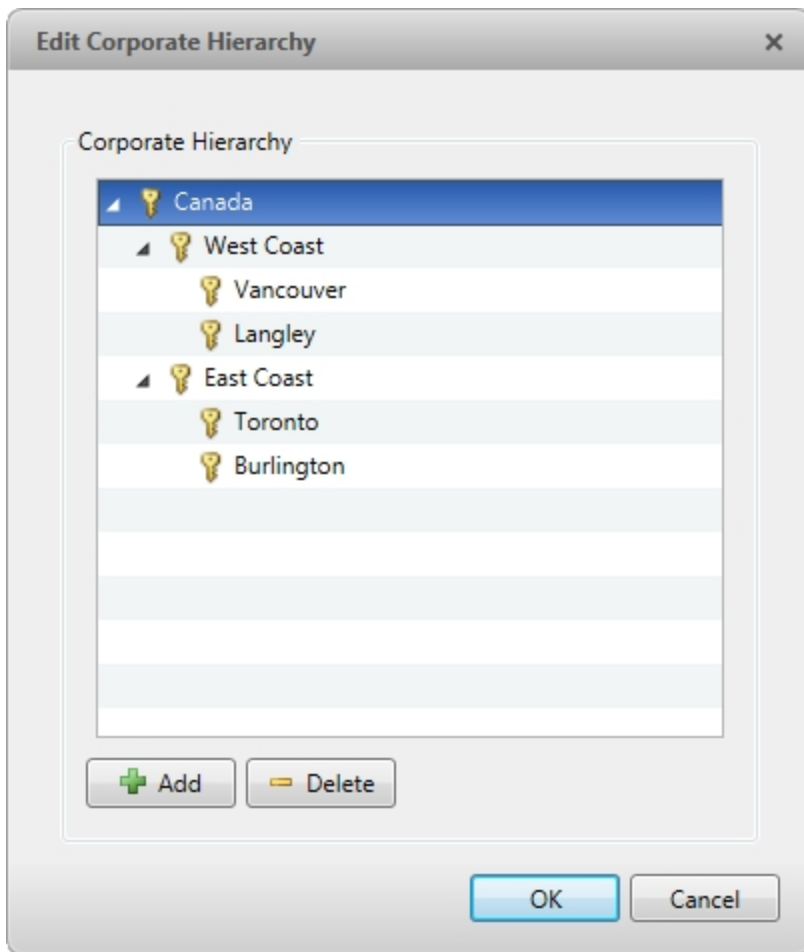 Edit Corporate Hierarchy
Corporate Hierarchy
Canada
West Coast
Vancouver
Langley
East Coast
Toronto
Burlington
Add Delete
OK Cancel